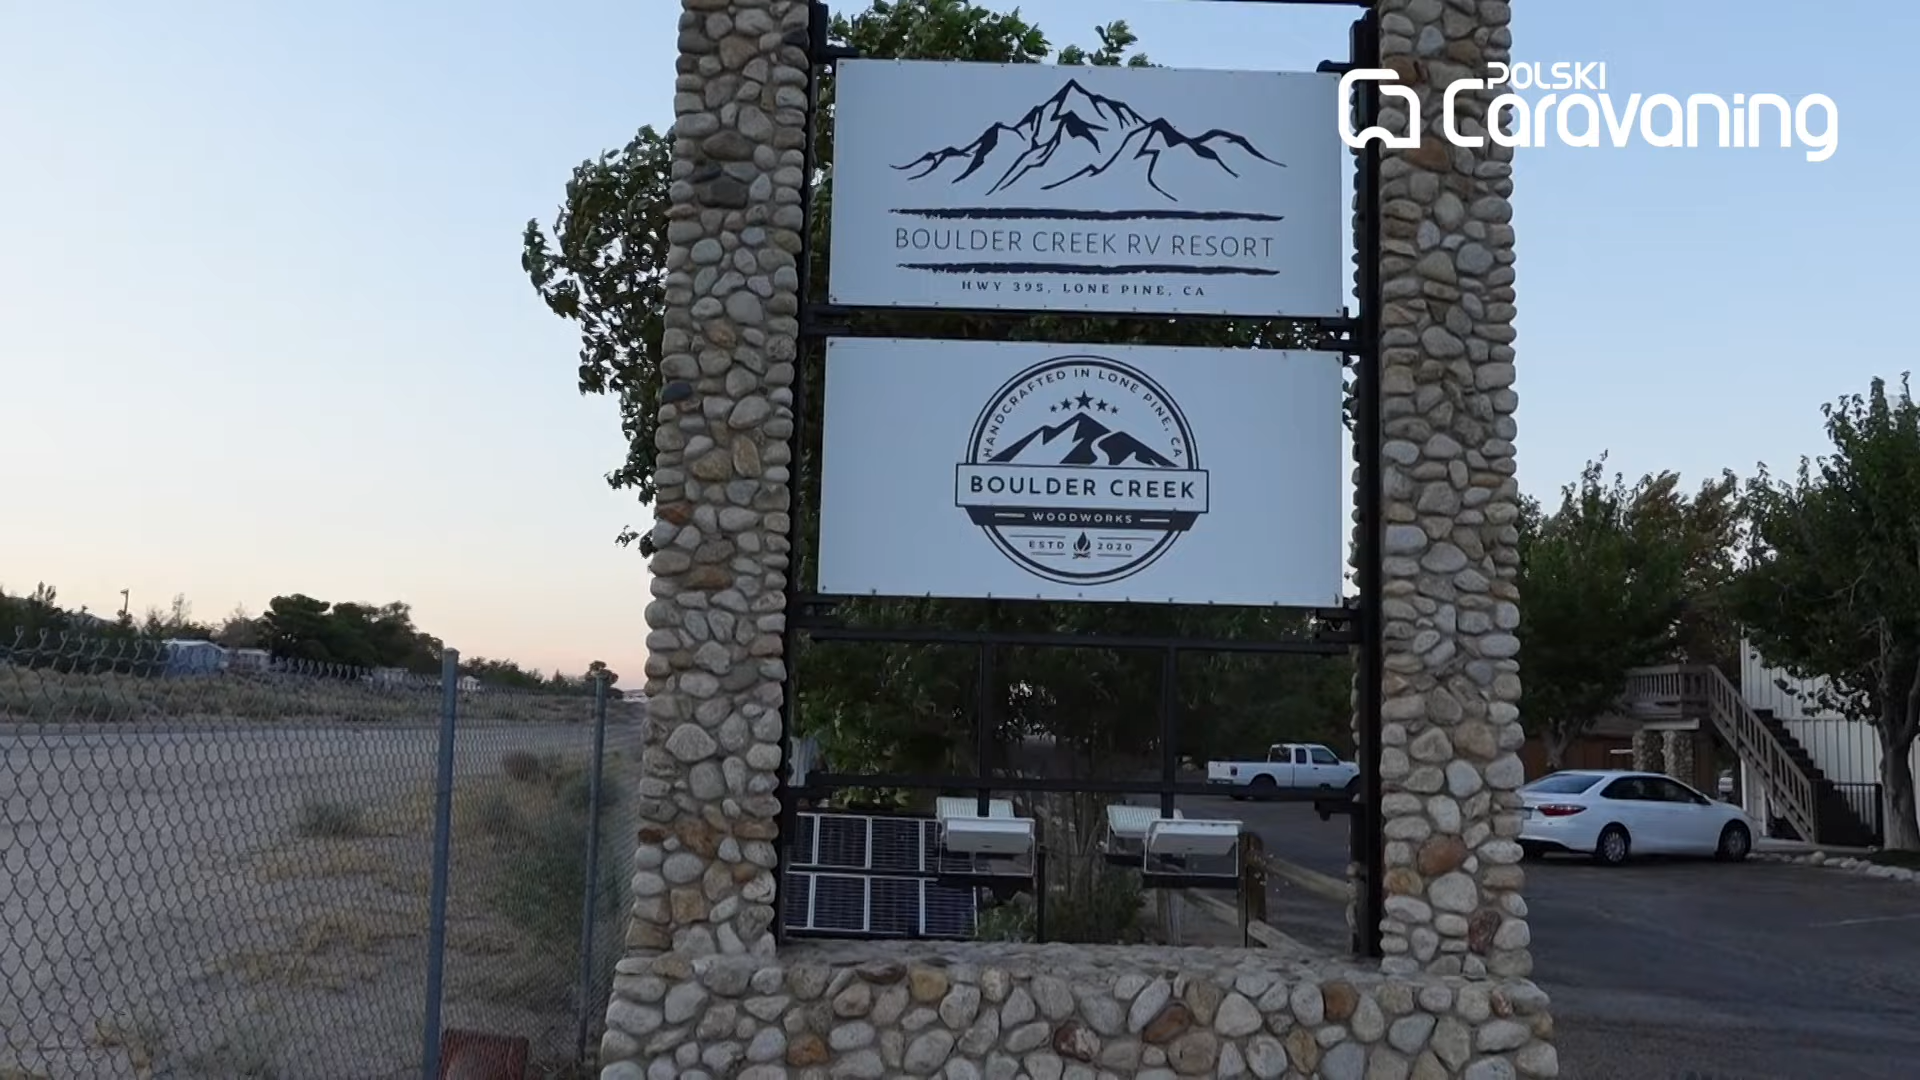 POLSKI
Caravaning
BOULDER CREEK RV RESORT
HWY 395, LONE PINE, CA
HANDCRAFTED IN LONE PINE, CA
BOULDER CREEK
WOODWORKS
ESTD 2020